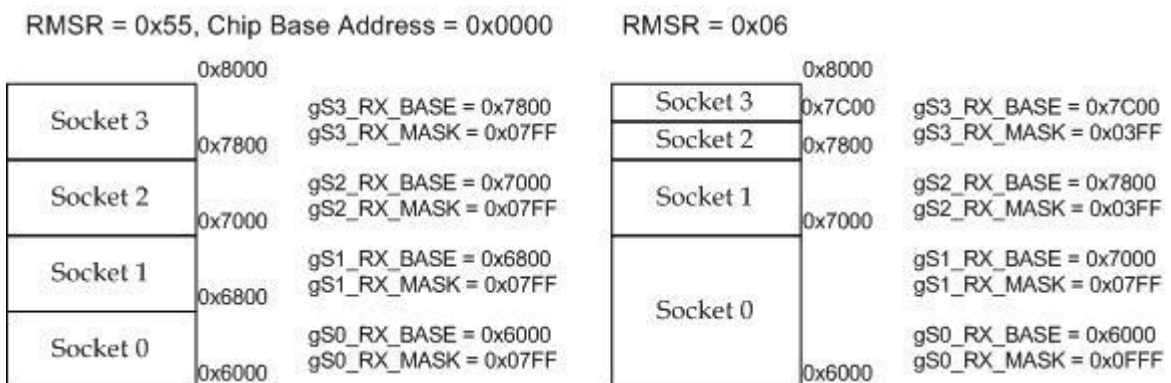 RMSR = 0x55, Chip Base Address = 0x0000
0x8000
Socket 3
gS3_RX_BASE = 0x7800
gS3_RX_MASK = 0x07FF
0x7800
Socket 2
gS2_RX_BASE = 0x7000
gS2_RX_MASK = 0x07FF
0x7000
Socket 1
gS1_RX_BASE = 0x6800
gS1_RX_MASK = 0x07FF
0x6800
Socket 0
gS0_RX_BASE = 0x6000
gS0_RX_MASK = 0x07FF
0x6000
RMSR = 0x06
0x8000
Socket 3
0x7C00
gS3_RX_BASE = 0x7C00
gS3_RX_MASK = 0x03FF
Socket 2
0x7800
Socket 1
gS2_RX_BASE = 0x7800
gS2_RX_MASK = 0x03FF
0x7000
gS1_RX_BASE = 0x7000
gS1_RX_MASK = 0x07FF
Socket 0
gS0_RX_BASE = 0x6000
gS0_RX_MASK = 0x0FFF
0x6000